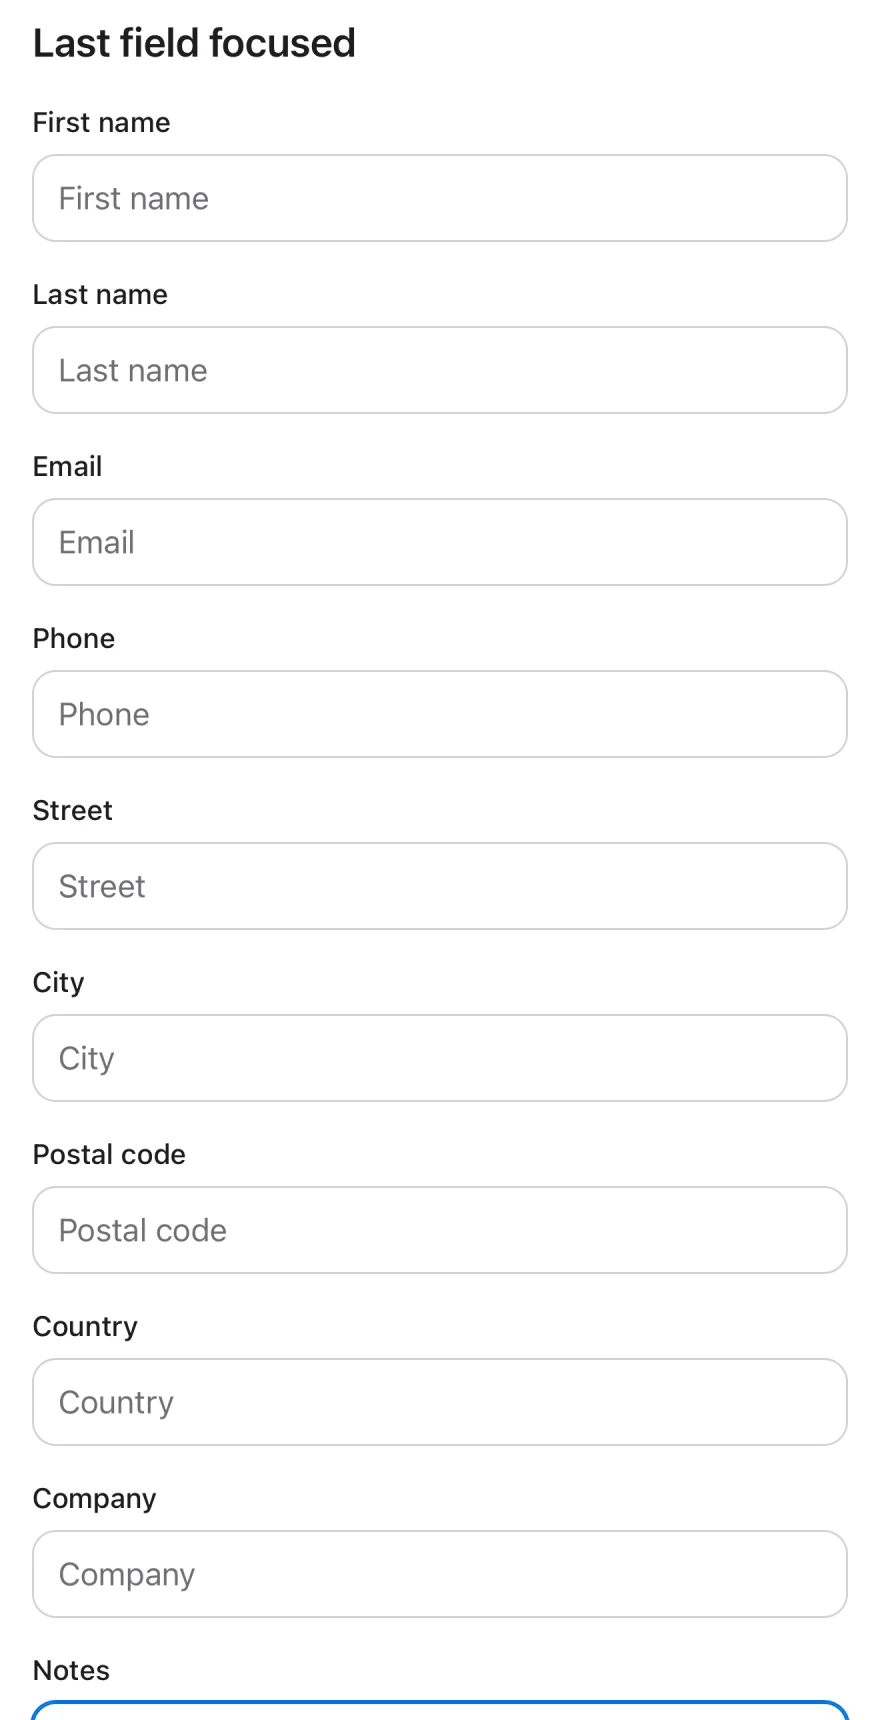 Last field focused
First name
First name
Last name
Last name
Email
Email
Phone
Phone
Street
Street
City
City
Postal code
Postal code
Country
Country
Company
Company
Notes